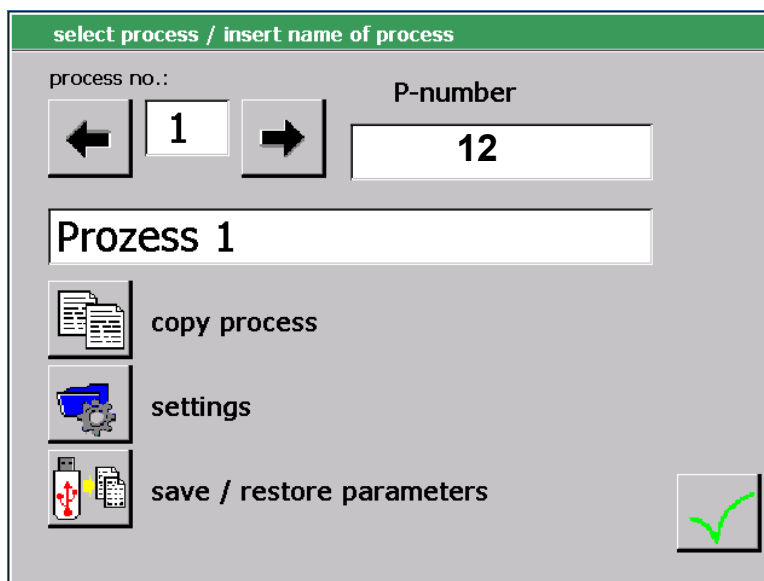 select process / insert name of process
process no.:
P-number
1
12
Prozess 1
copy process
settings
save / restore parameters